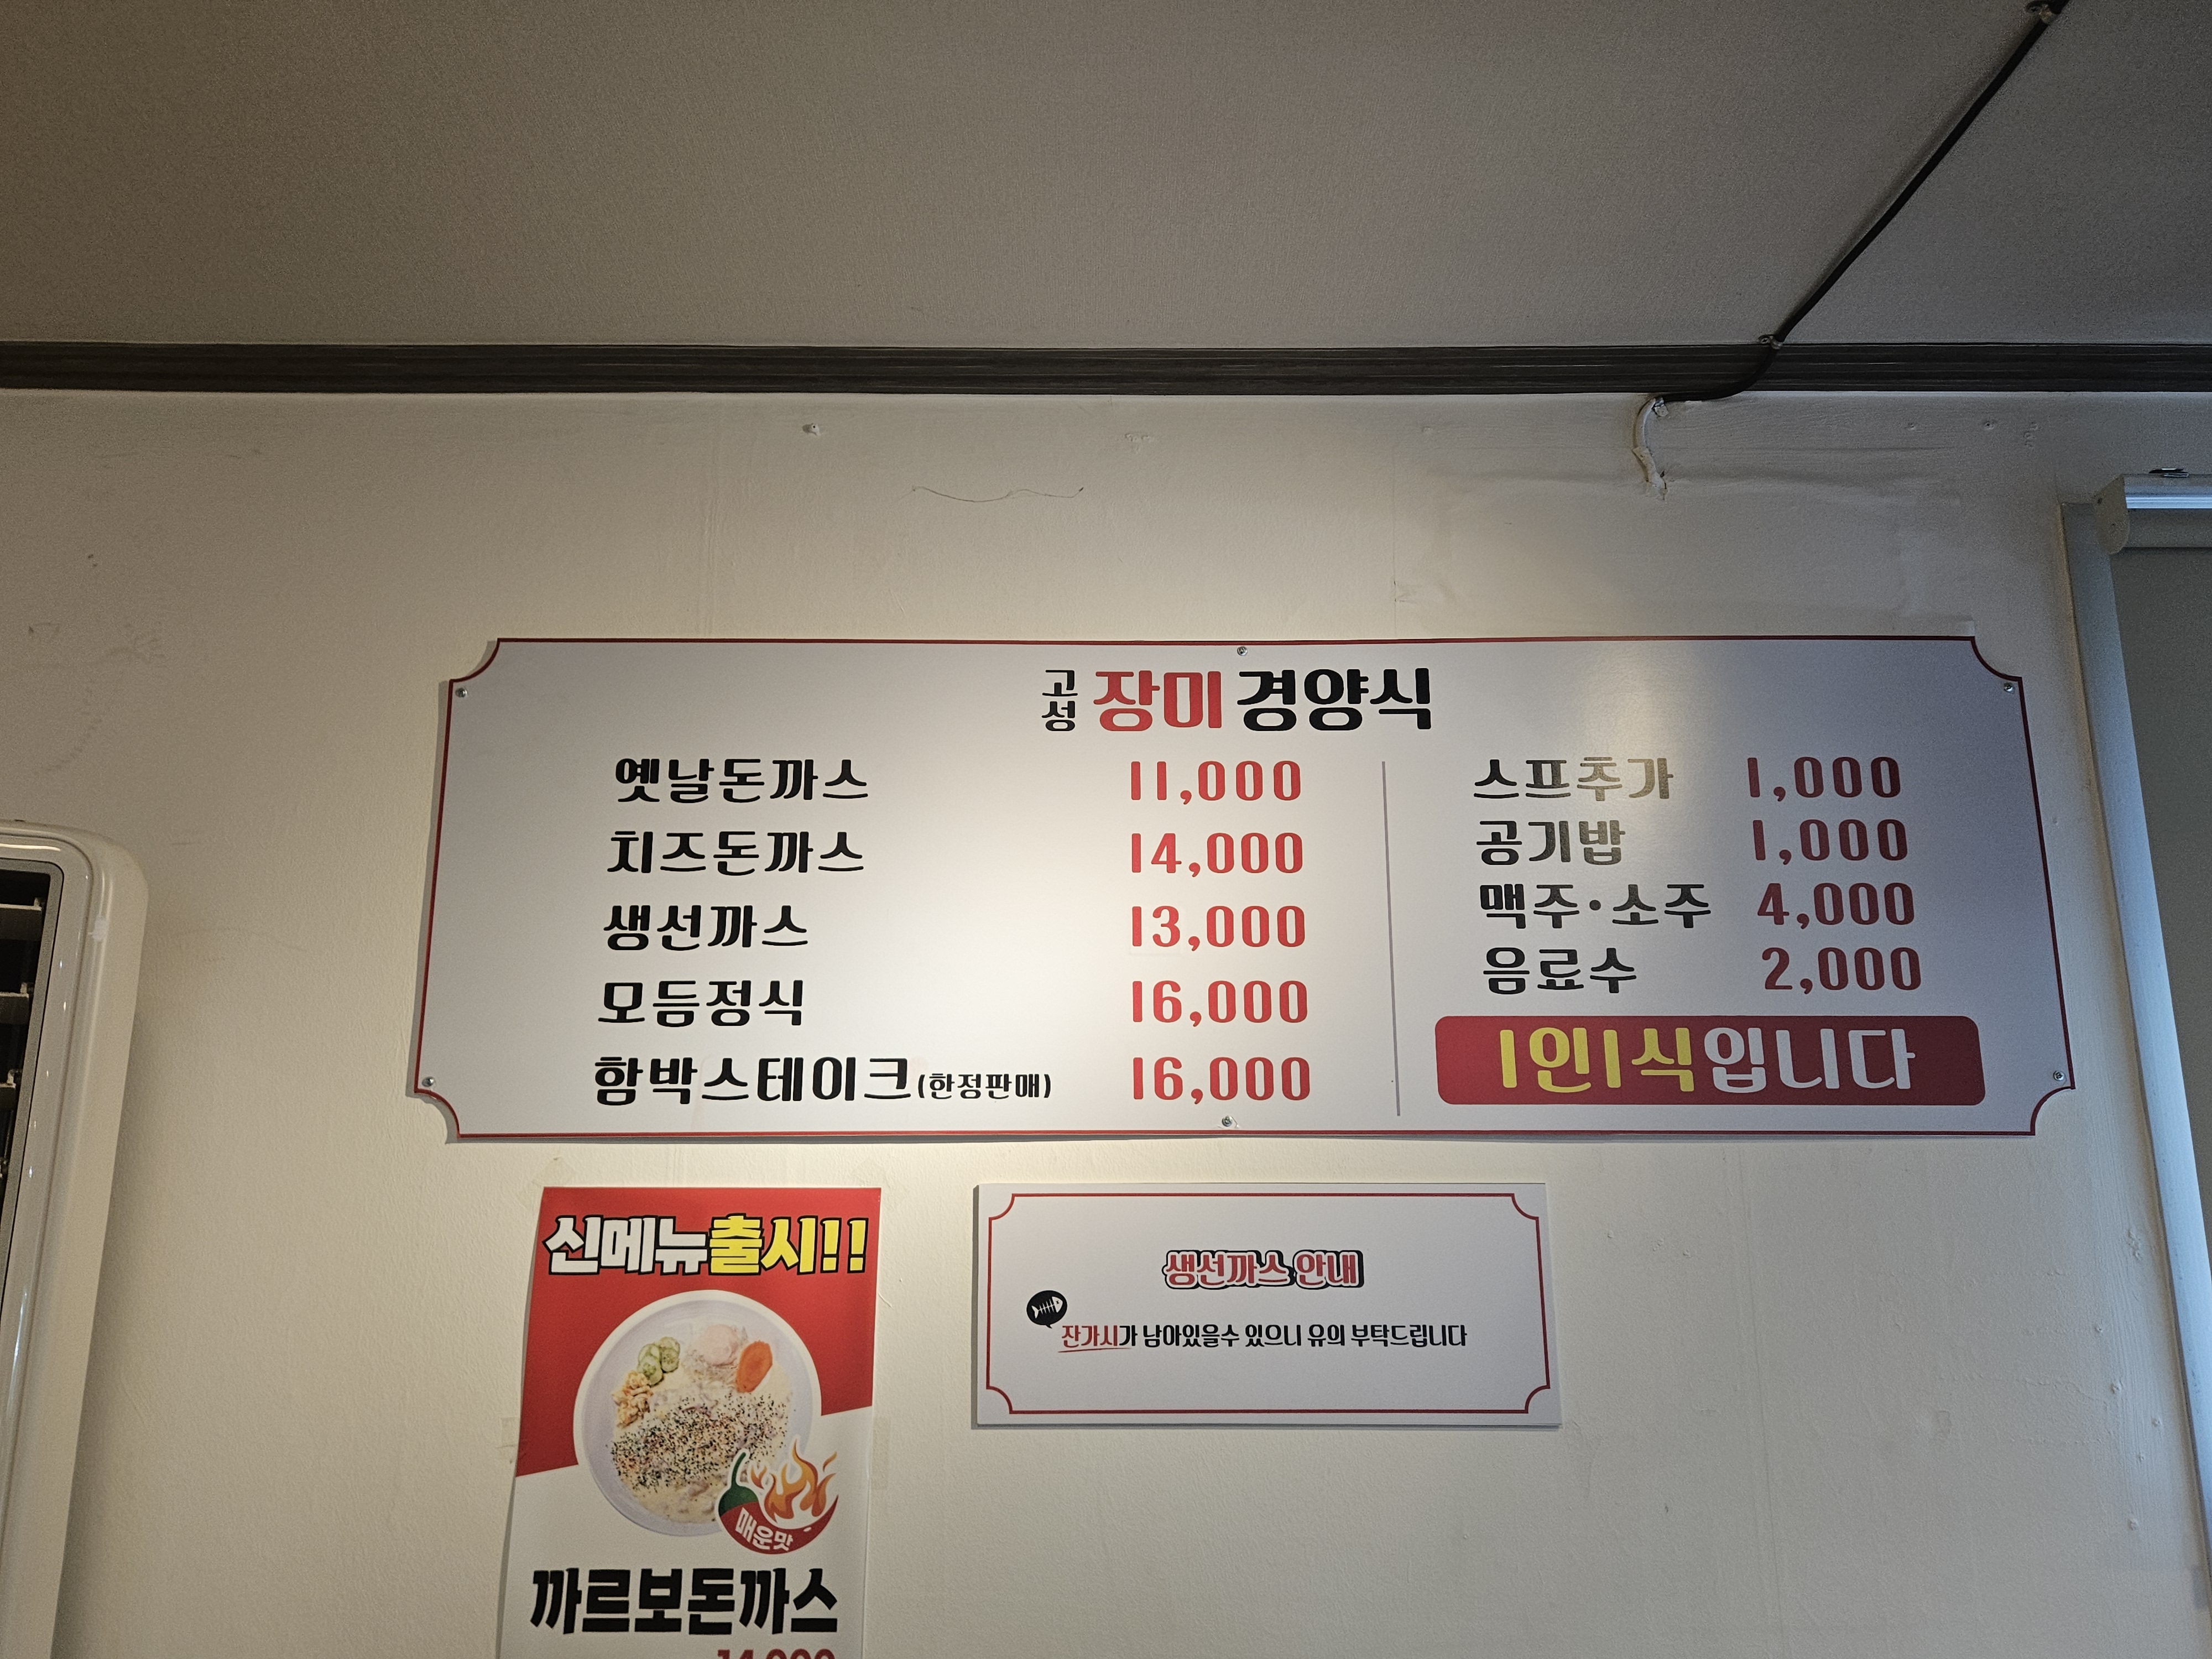 고성 장미경양식
옛날돈까스 11,000
치즈돈까스 14,000
생선까스 13,000
모듬정식 16,000
함박스테이크(한정판매) 16,000
스프추가 1,000
공기밥 1,000
맥주·소주 4,000
음료수 2,000
1인1식입니다
신메뉴출시!!
매운맛
까르보돈까스
14,000
생선까스 안내
잔가시가 남아있을수 있으니 유의 부탁드립니다